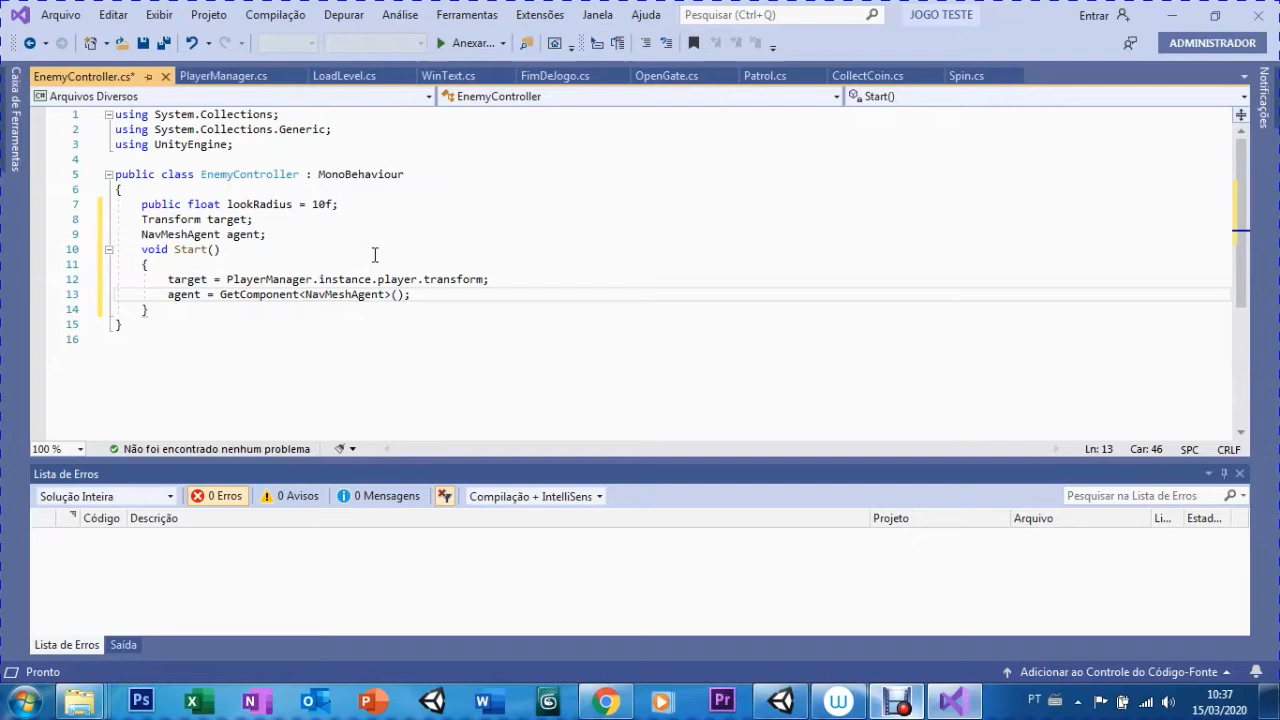 Arquivo Editar Exibir Projeto Compilação Depurar Análise Ferramentas Extensões Janela Ajuda Pesquisar (Ctrl+Q) JOGO TESTE Entrar
Anexar... ADMINISTRADOR
EnemyController.cs* PlayerManager.cs LoadLevel.cs WinText.cs FimDeJogo.cs OpenGate.cs Patrol.cs CollectCoin.cs Spin.cs
Arquivos Diversos EnemyController Start()
Caixa de Ferramentas
Notificações
1 using System.Collections;
2 using System.Collections.Generic;
3 using UnityEngine;
4
5 public class EnemyController : MonoBehaviour
6 {
7 public float lookRadius = 10f;
8 Transform target;
9 NavMeshAgent agent;
10 void Start()
11 {
12 target = PlayerManager.instance.player.transform;
13 agent = GetComponent<NavMeshAgent>();
14 }
15 }
16
100 % Não foi encontrado nenhum problema Ln: 13 Car: 46 SPC CRLF
Lista de Erros
Solução Inteira 0 Erros 0 Avisos 0 Mensagens Compilação + IntelliSens Pesquisar na Lista de Erros
Código Descrição Projeto Arquivo Li... Estad...
Lista de Erros Saída
Pronto Adicionar ao Controle do Código-Fonte
Ps X N O P W G Pr W PT 10:37
15/03/2020